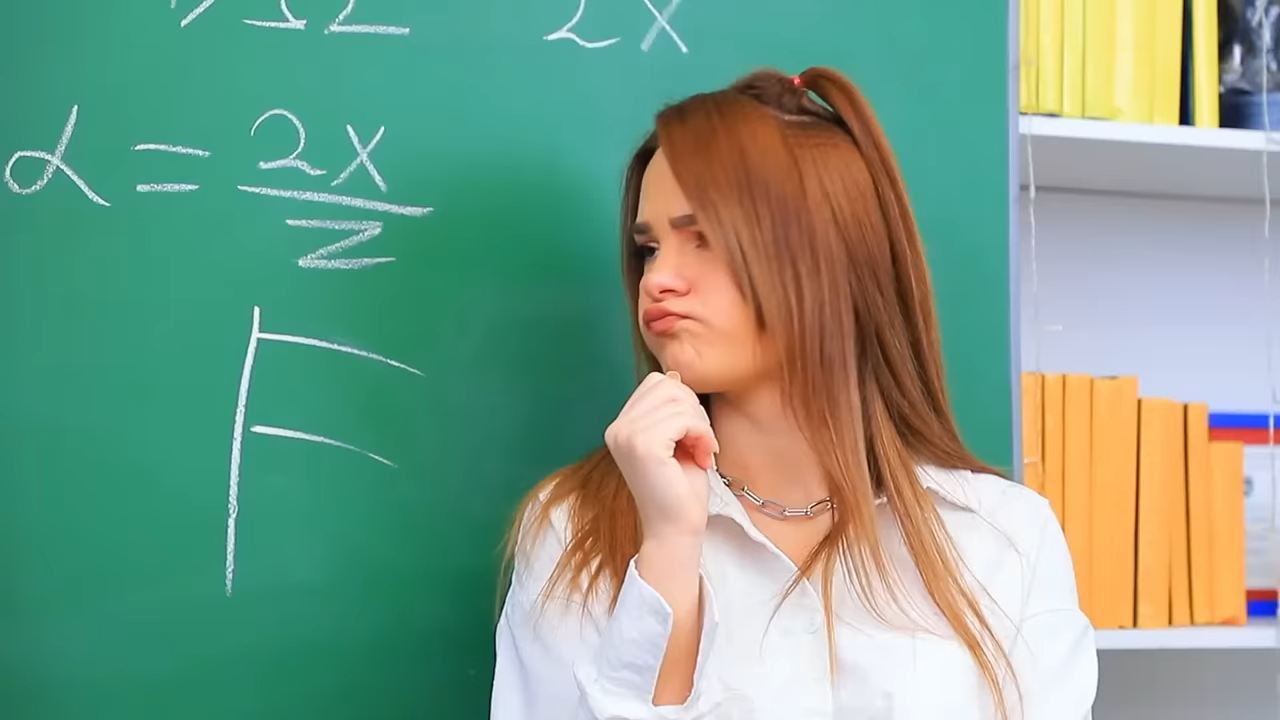 2x
α = 2x/z
F